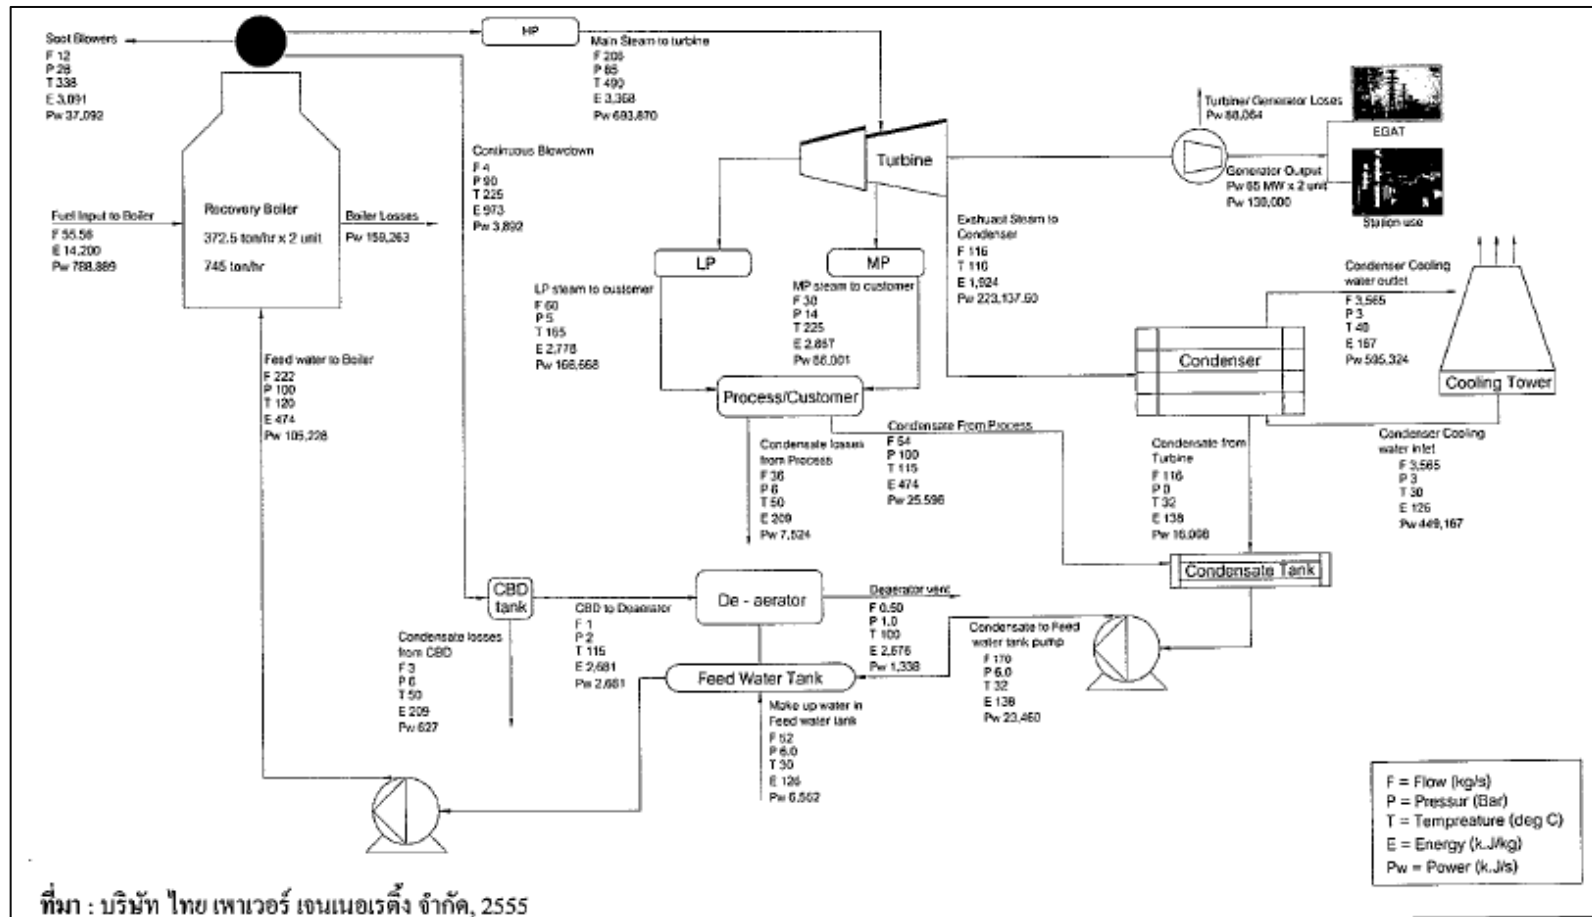 Soot Blowers
F 12
P 28
T 338
E 3,091
Pw 37,092
HP
Main Steam to turbine
F 206
P 85
T 490
E 3,368
Pw 693,870
Continuous Blowdown
F 4
P 90
T 225
E 973
Pw 3,892
Recovery Boiler
372.5 ton/hr x 2 unit
745 ton/hr
Fuel Input to Boiler
F 55.56
E 14,200
Pw 788,889
Boiler Losses
Pw 159,263
Feed water to Boiler
F 222
P 100
T 120
E 474
Pw 105,228
Turbine
Turbine/ Generator Loses
Pw 88,064
Generator Output
Pw 65 MW x 2 unit
Pw 130,000
EGAT
Station use
LP
MP
LP steam to customer
F 60
P 5
T 165
E 2,778
Pw 166,668
MP steam to customer
F 30
P 14
T 225
E 2,867
Pw 86,001
Exshuast Steam to
Condenser
F 116
T 110
E 1,924
Pw 223,137.60
Condenser Cooling
water outlet
F 3,565
P 3
T 40
E 167
Pw 595,324
Condenser
Cooling Tower
Process/Customer
Condensate losses
from Process
F 36
P 6
T 50
E 209
Pw 7,524
Condensate From Process
F 54
P 100
T 115
E 474
Pw 25,596
Condensate from
Turbine
F 116
P 0
T 32
E 138
Pw 16,008
Condenser Cooling
water inlet
F 3,565
P 3
T 30
E 126
Pw 449,167
Condensate Tank
CBD
tank
CBD to Deaerator
F 1
P 2
T 115
E 2,681
Pw 2,681
De - aerator
Deaerator vent
F 0.50
P 1.0
T 100
E 2,676
Pw 1,338
Condensate to Feed
water tank pump
F 170
P 6.0
T 32
E 138
Pw 23,460
Condensate losses
from CBD
F 3
P 6
T 50
E 209
Pw 627
Feed Water Tank
Make up water in
Feed water tank
F 52
P 6.0
T 30
E 126
Pw 6,552
F = Flow (kg/s)
P = Pressur (Bar)
T = Tempreature (deg C)
E = Energy (k.J/kg)
Pw = Power (k.J/s)
ที่มา : บริษัท ไทย เพาเวอร์ เจนเนอเรติ้ง จำกัด, 2555